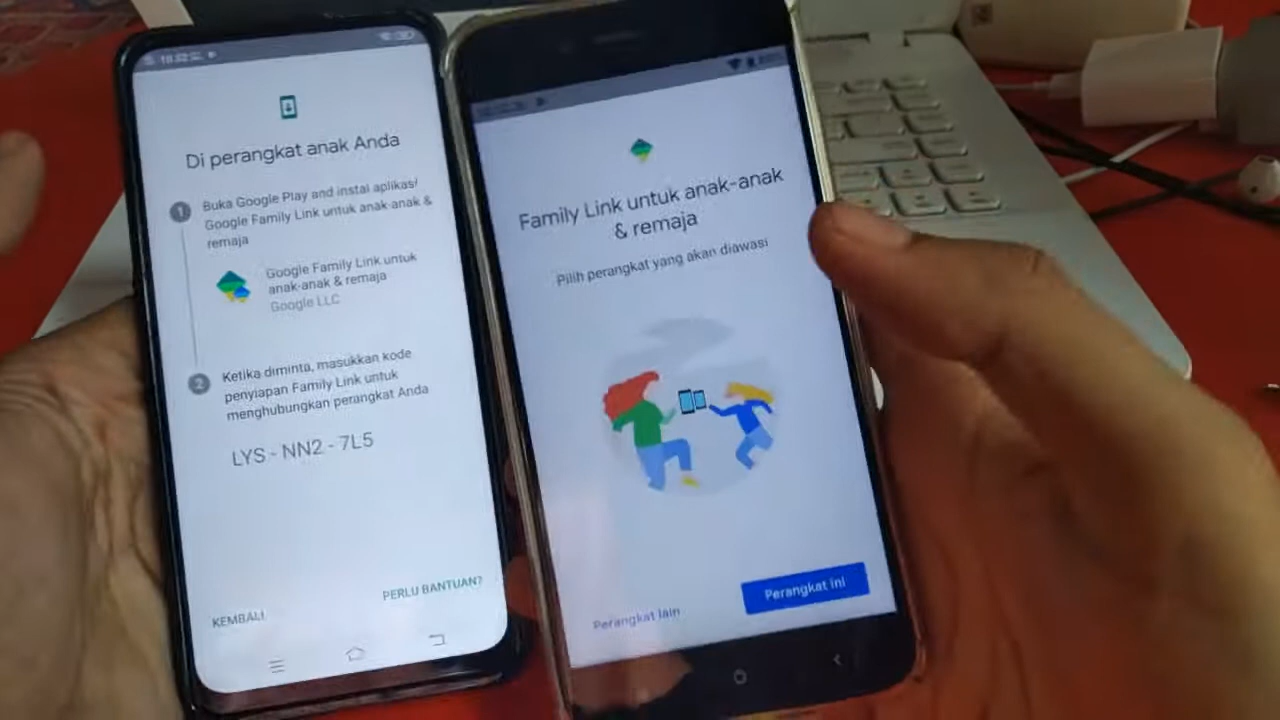 Di perangkat anak Anda
1
Buka Google Play and instal aplikas/
Google Family Link untuk anak-anak &
remaja
Google Family Link untuk
anak-anak & remaja
Google LLC
2
Ketika diminta, masukkan kode
penyiapan Family Link untuk
menghubungkan perangkat Anda
LYS - NN2 - 7L5
PERLU BANTUAN?
KEMBALI
Family Link untuk anak-anak
& remaja
Pilih perangkat yang akan diawasi
Perangkat lain
Perangkat ini